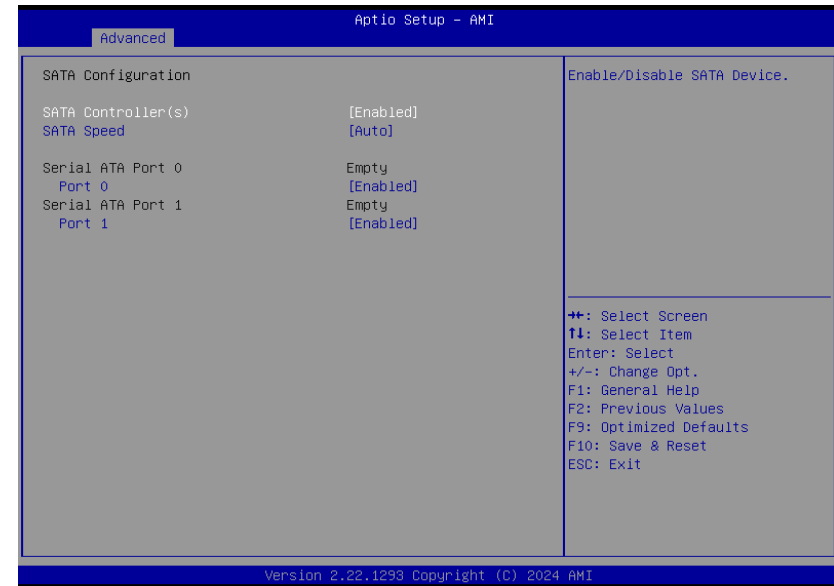 Aptio Setup – AMI
Advanced
SATA Configuration
SATA Controller(s) [Enabled]
SATA Speed [Auto]
Serial ATA Port 0 Empty
Port 0 [Enabled]
Serial ATA Port 1 Empty
Port 1 [Enabled]
Enable/Disable SATA Device.
→←: Select Screen
↑↓: Select Item
Enter: Select
+/-: Change Opt.
F1: General Help
F2: Previous Values
F9: Optimized Defaults
F10: Save & Reset
ESC: Exit
Version 2.22.1293 Copyright (C) 2024 AMI